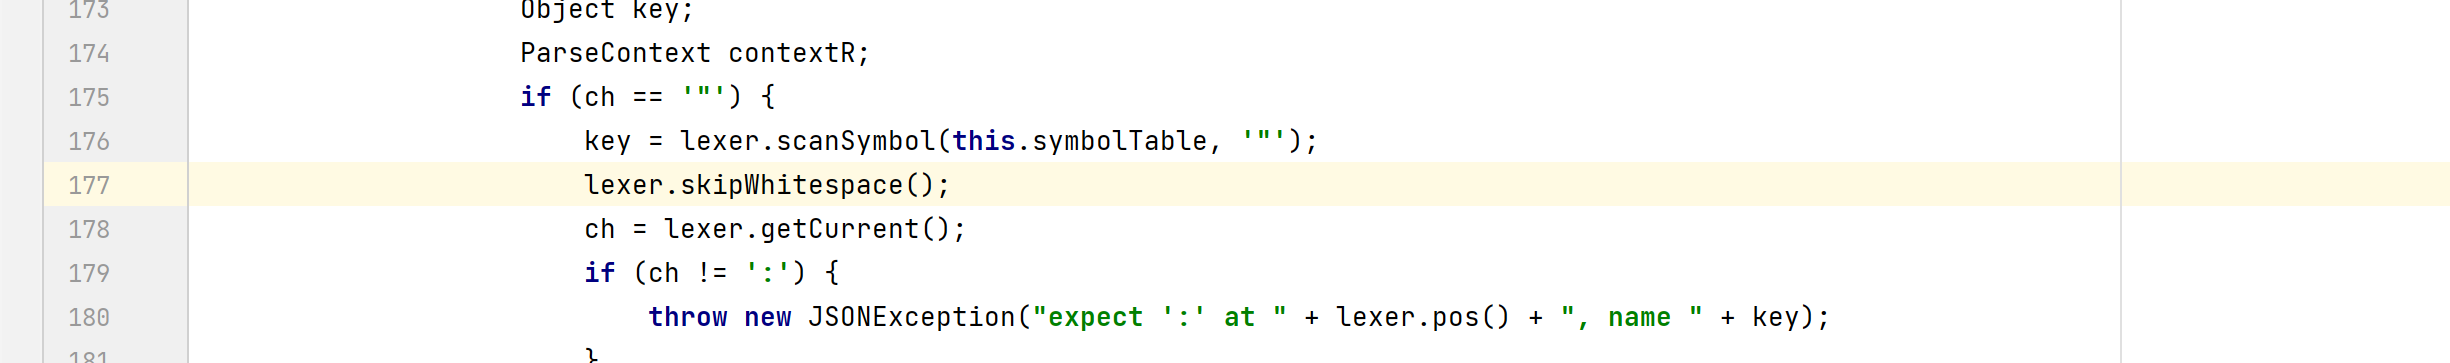 173 Object key;
174 ParseContext contextR;
175 if (ch == '"') {
176 key = lexer.scanSymbol(this.symbolTable, '"');
177 lexer.skipWhitespace();
178 ch = lexer.getCurrent();
179 if (ch != ':') {
180 throw new JSONException("expect ':' at " + lexer.pos() + ", name " + key);
181 }